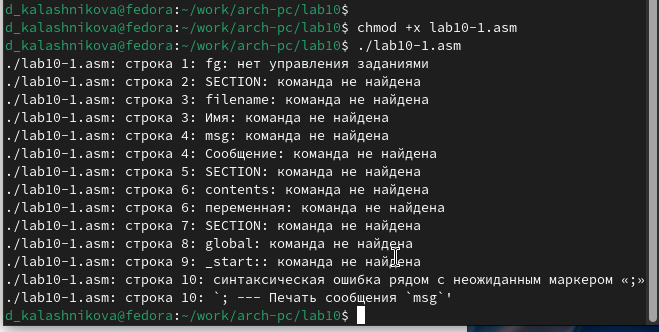 d_kalashnikova@fedora:~/work/arch-pc/lab10$
d_kalashnikova@fedora:~/work/arch-pc/lab10$ chmod +x lab10-1.asm
d_kalashnikova@fedora:~/work/arch-pc/lab10$ ./lab10-1.asm
./lab10-1.asm: строка 1: fg: нет управления заданиями
./lab10-1.asm: строка 2: SECTION: команда не найдена
./lab10-1.asm: строка 3: filename: команда не найдена
./lab10-1.asm: строка 3: Имя: команда не найдена
./lab10-1.asm: строка 4: msg: команда не найдена
./lab10-1.asm: строка 4: Сообщение: команда не найдена
./lab10-1.asm: строка 5: SECTION: команда не найдена
./lab10-1.asm: строка 6: contents: команда не найдена
./lab10-1.asm: строка 6: переменная: команда не найдена
./lab10-1.asm: строка 7: SECTION: команда не найдена
./lab10-1.asm: строка 8: global: команда не найдена
./lab10-1.asm: строка 9: _start:: команда не найдена
./lab10-1.asm: строка 10: синтаксическая ошибка рядом с неожиданным маркером «;»
./lab10-1.asm: строка 10: `; --- Печать сообщения `msg`'
d_kalashnikova@fedora:~/work/arch-pc/lab10$